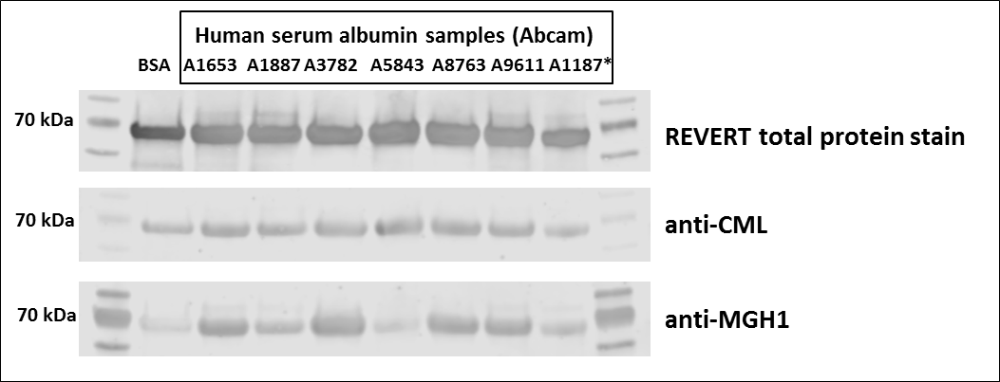 Human serum albumin samples (Abcam)
BSA A1653 A1887 A3782 A5843 A8763 A9611 A1187*
70 kDa
REVERT total protein stain
70 kDa
anti-CML
70 kDa
anti-MGH1